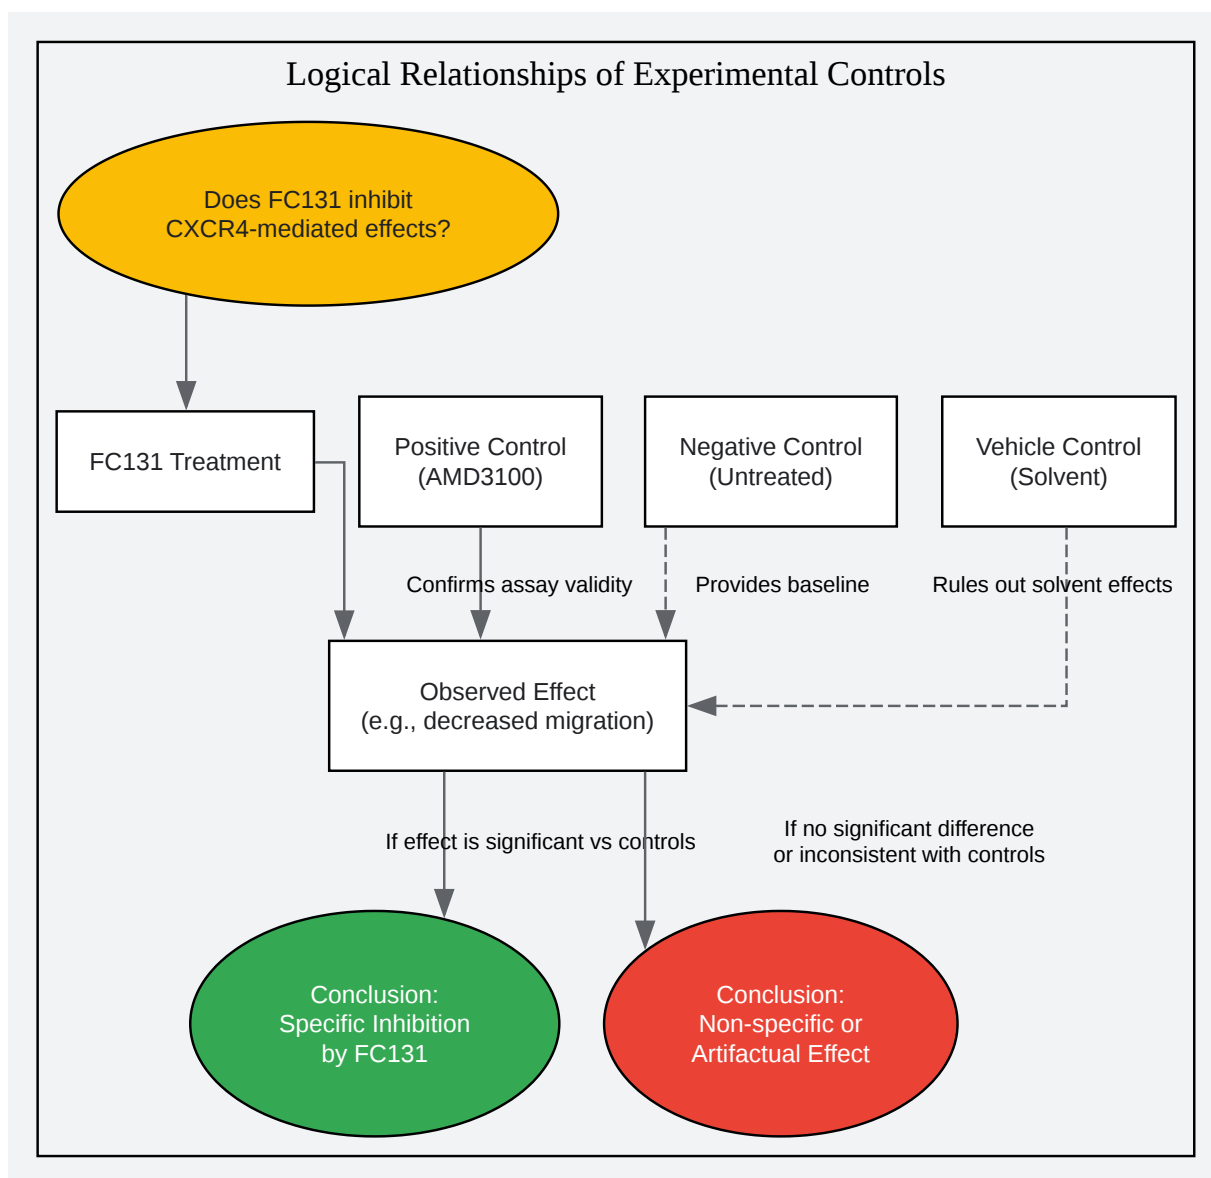 Logical Relationships of Experimental Controls
Does FC131 inhibit
CXCR4-mediated effects?
FC131 Treatment
Positive Control
(AMD3100)
Negative Control
(Untreated)
Vehicle Control
(Solvent)
Confirms assay validity
Provides baseline
Rules out solvent effects
Observed Effect
(e.g., decreased migration)
If effect is significant vs controls
If no significant difference
or inconsistent with controls
Conclusion:
Specific Inhibition
by FC131
Conclusion:
Non-specific or
Artifactual Effect